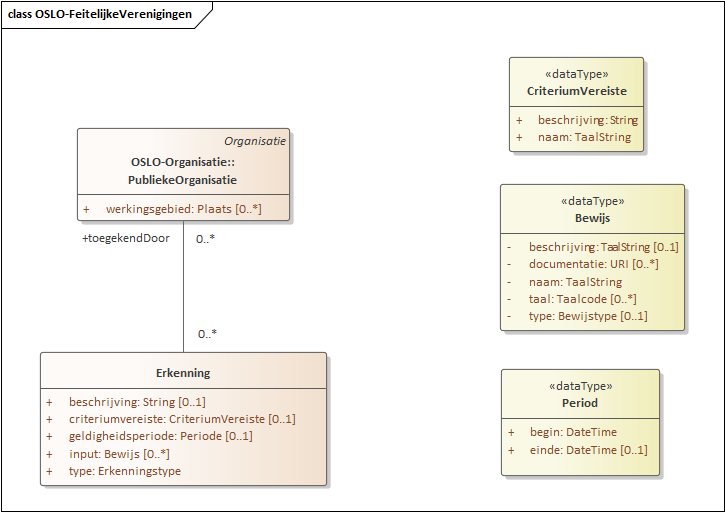 class OSLO-FeitelijkeVerenigingen
Organisatie
OSLO-Organisatie::
PubliekeOrganisatie
+ werkingsgebied: Plaats [0..*]
+toegekendDoor 0..*
0..*
Erkenning
+ beschrijving: String [0..1]
+ criteriumvereiste: CriteriumVereiste [0..1]
+ geldigheidsperiode: Periode [0..1]
+ input: Bewijs [0..*]
+ type: Erkenningstype
«dataType»
CriteriumVereiste
+ beschrijving: String
+ naam: TaalString
«dataType»
Bewijs
- beschrijving: TaalString [0..1]
- documentatie: URI [0..*]
- naam: TaalString
- taal: Taalcode [0..*]
- type: Bewijstype [0..1]
«dataType»
Period
+ begin: DateTime
+ einde: DateTime [0..1]